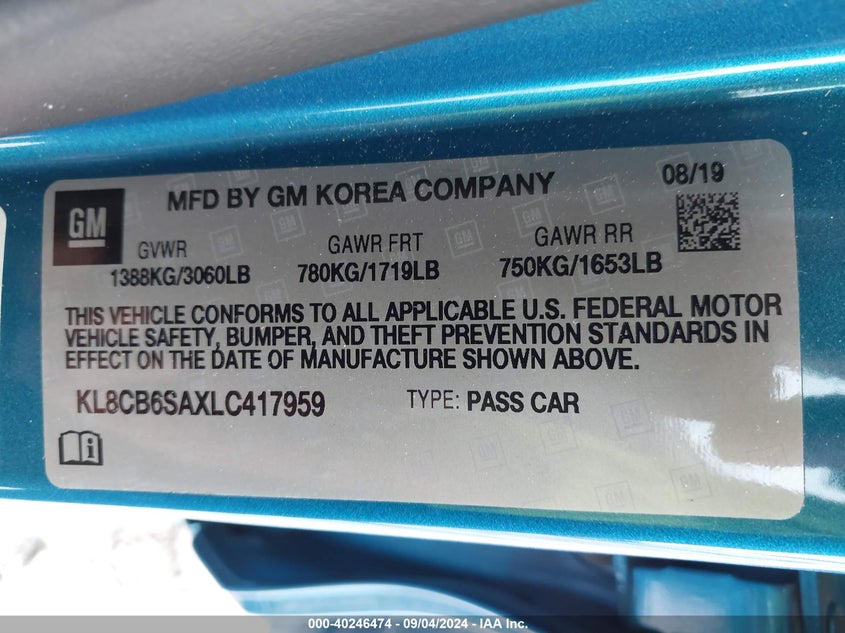 GM
MFD BY GM KOREA COMPANY
08/19
GVWR
1388KG/3060LB
GAWR FRT
780KG/1719LB
GAWR RR
750KG/1653LB
THIS VEHICLE CONFORMS TO ALL APPLICABLE U.S. FEDERAL MOTOR
VEHICLE SAFETY, BUMPER, AND THEFT PREVENTION STANDARDS IN
EFFECT ON THE DATE OF MANUFACTURE SHOWN ABOVE.
KL8CB6SAXLC417959
TYPE: PASS CAR
000-40246474 - 09/04/2024 - IAA Inc.